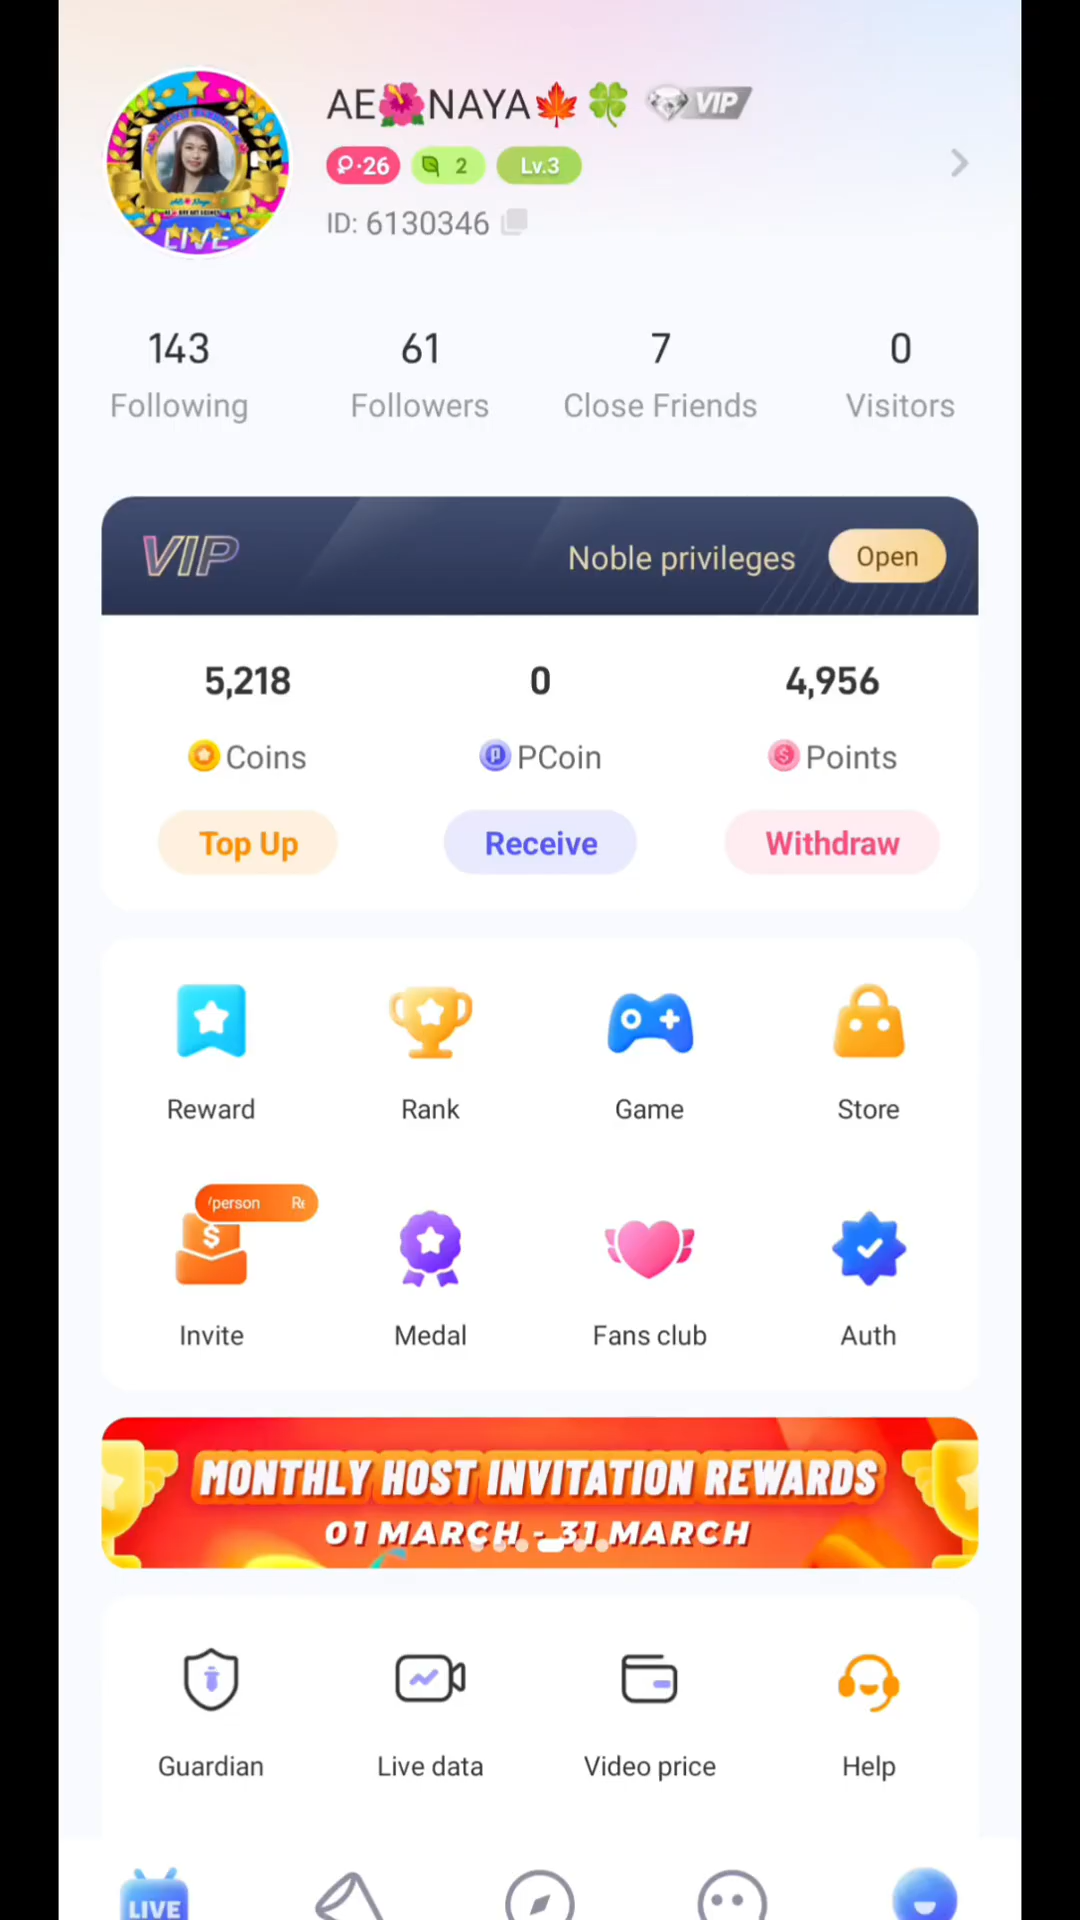 AE🌺NAYA🍁🍀 VIP
26 2 Lv.3
ID: 6130346
LIVE
143 61 7 0
Following Followers Close Friends Visitors
VIP Noble privileges Open
5,218 0 4,956
Coins PCoin Points
Top Up Receive Withdraw
Reward Rank Game Store
/person Re
Invite Medal Fans club Auth
MONTHLY HOST INVITATION REWARDS
01 MARCH - 31 MARCH
Guardian Live data Video price Help
LIVE